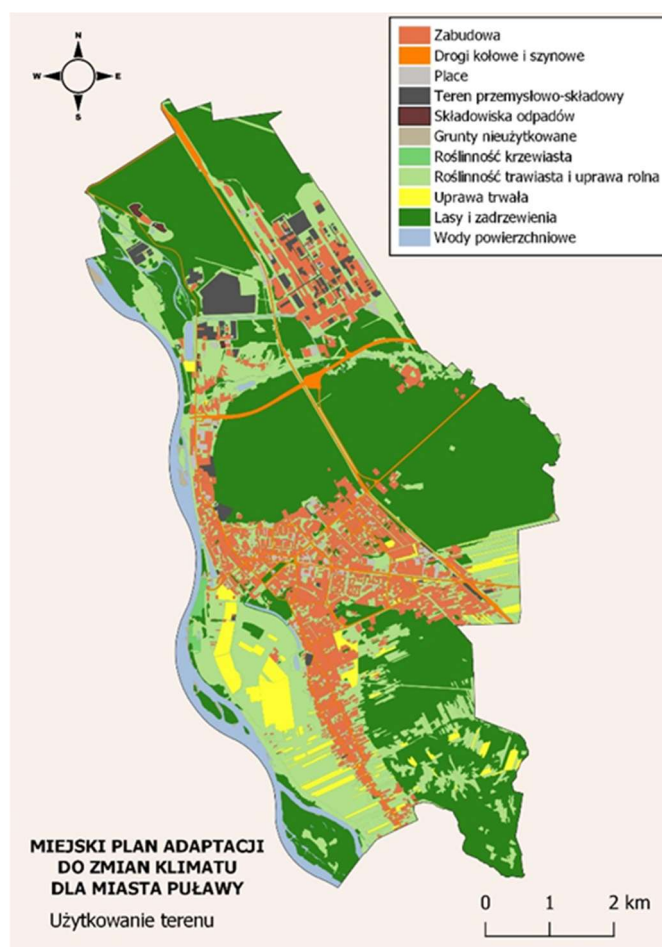 N
W E
S
Zabudowa
Drogi kołowe i szynowe
Place
Teren przemysłowo-składowy
Składowiska odpadów
Grunty nieużytkowane
Roślinność krzewiasta
Roślinność trawiasta i uprawa rolna
Uprawa trwała
Lasy i zadrzewienia
Wody powierzchniowe
MIEJSKI PLAN ADAPTACJI
DO ZMIAN KLIMATU
DLA MIASTA PUŁAWY
Użytkowanie terenu
0 1 2 km